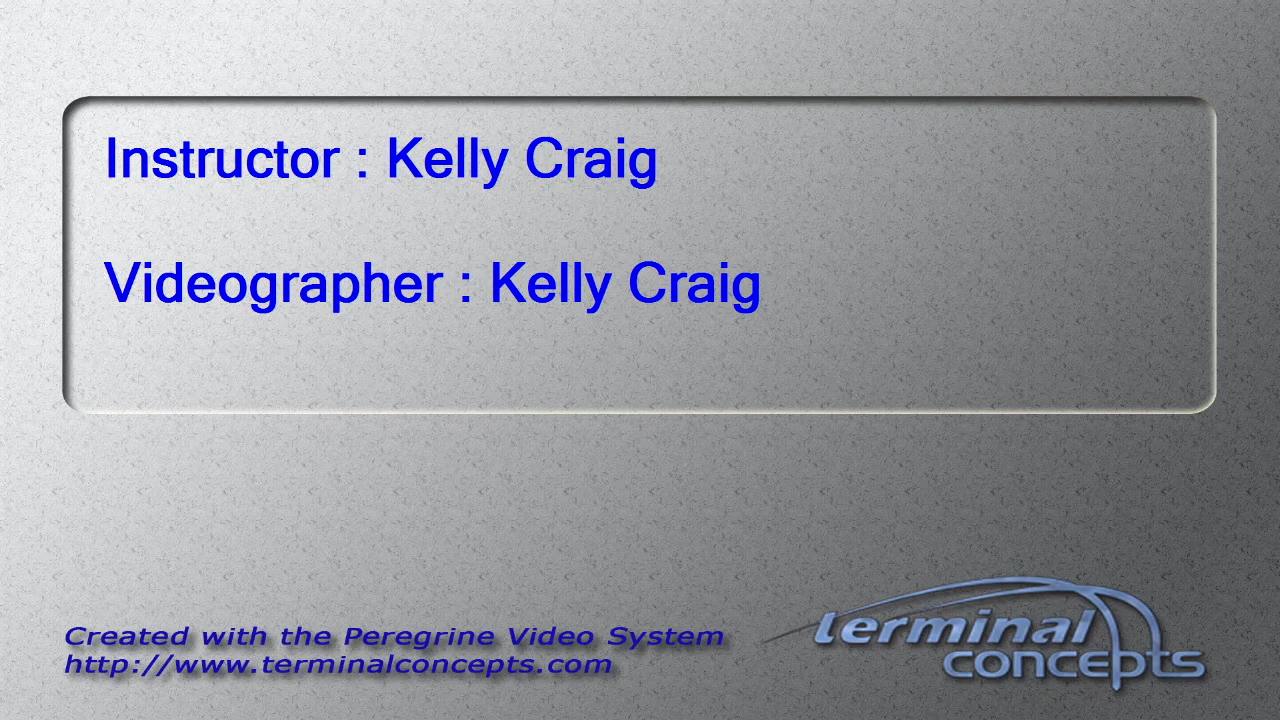 Instructor : Kelly Craig
Videographer : Kelly Craig
Created with the Peregrine Video System
http://www.terminalconcepts.com
terminal
concepts